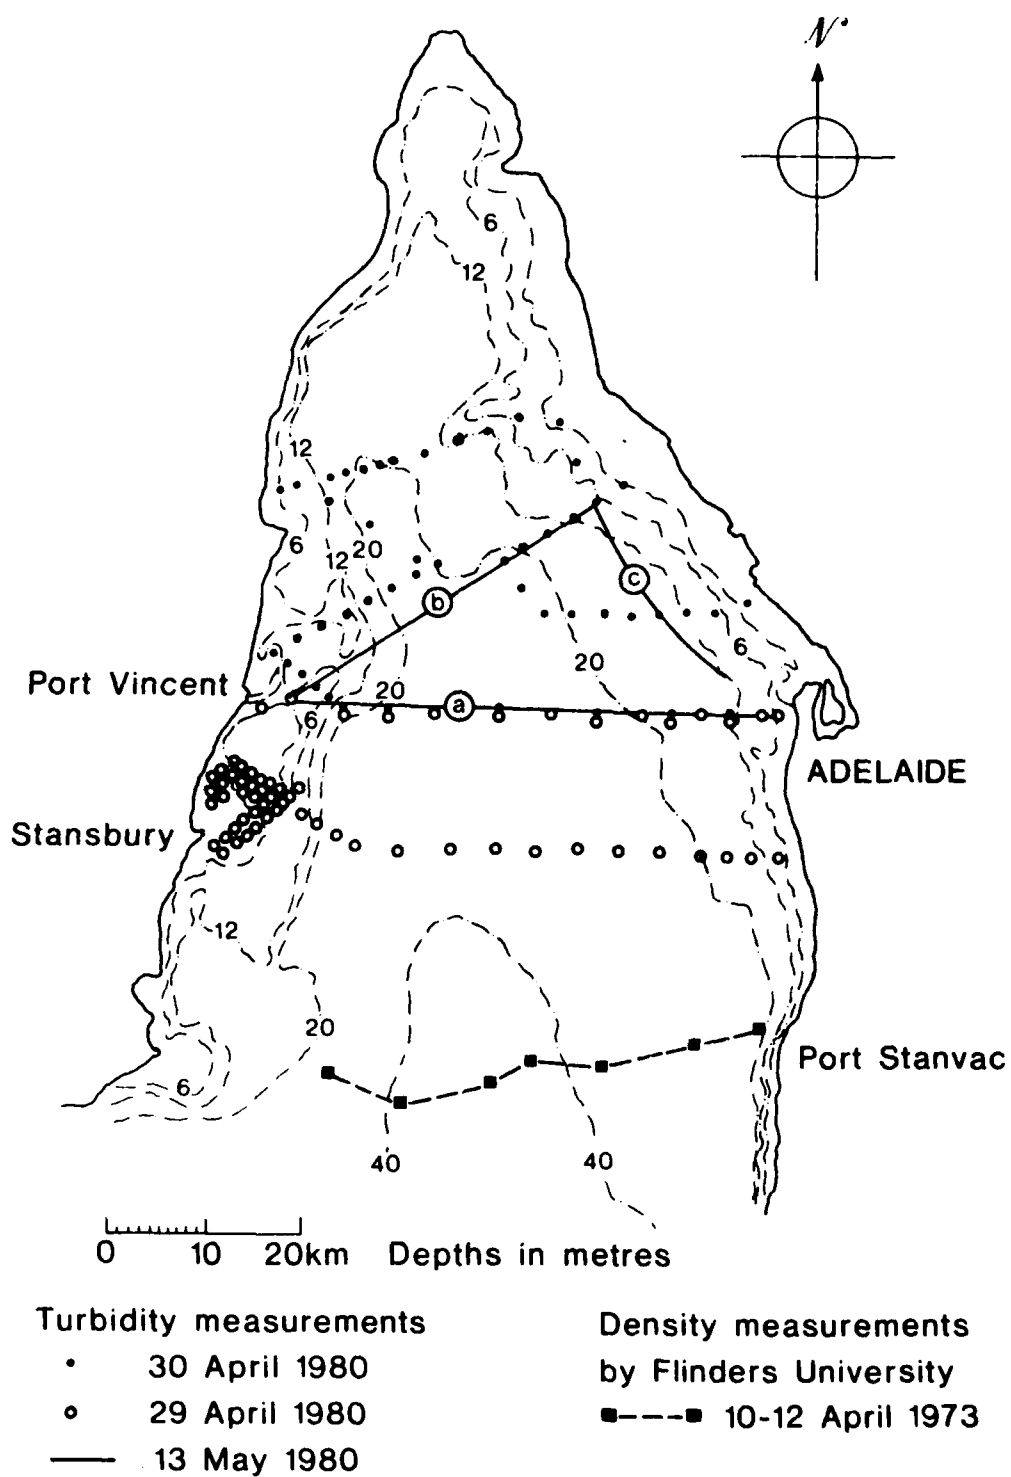 N
6
12
12
6
12
20
b
c
6
20
Port Vincent
20
a
6
ADELAIDE
Stansbury
12
20
Port Stanvac
6
40
40
0 10 20km Depths in metres
Turbidity measurements
30 April 1980
29 April 1980
13 May 1980
Density measurements
by Flinders University
10-12 April 1973